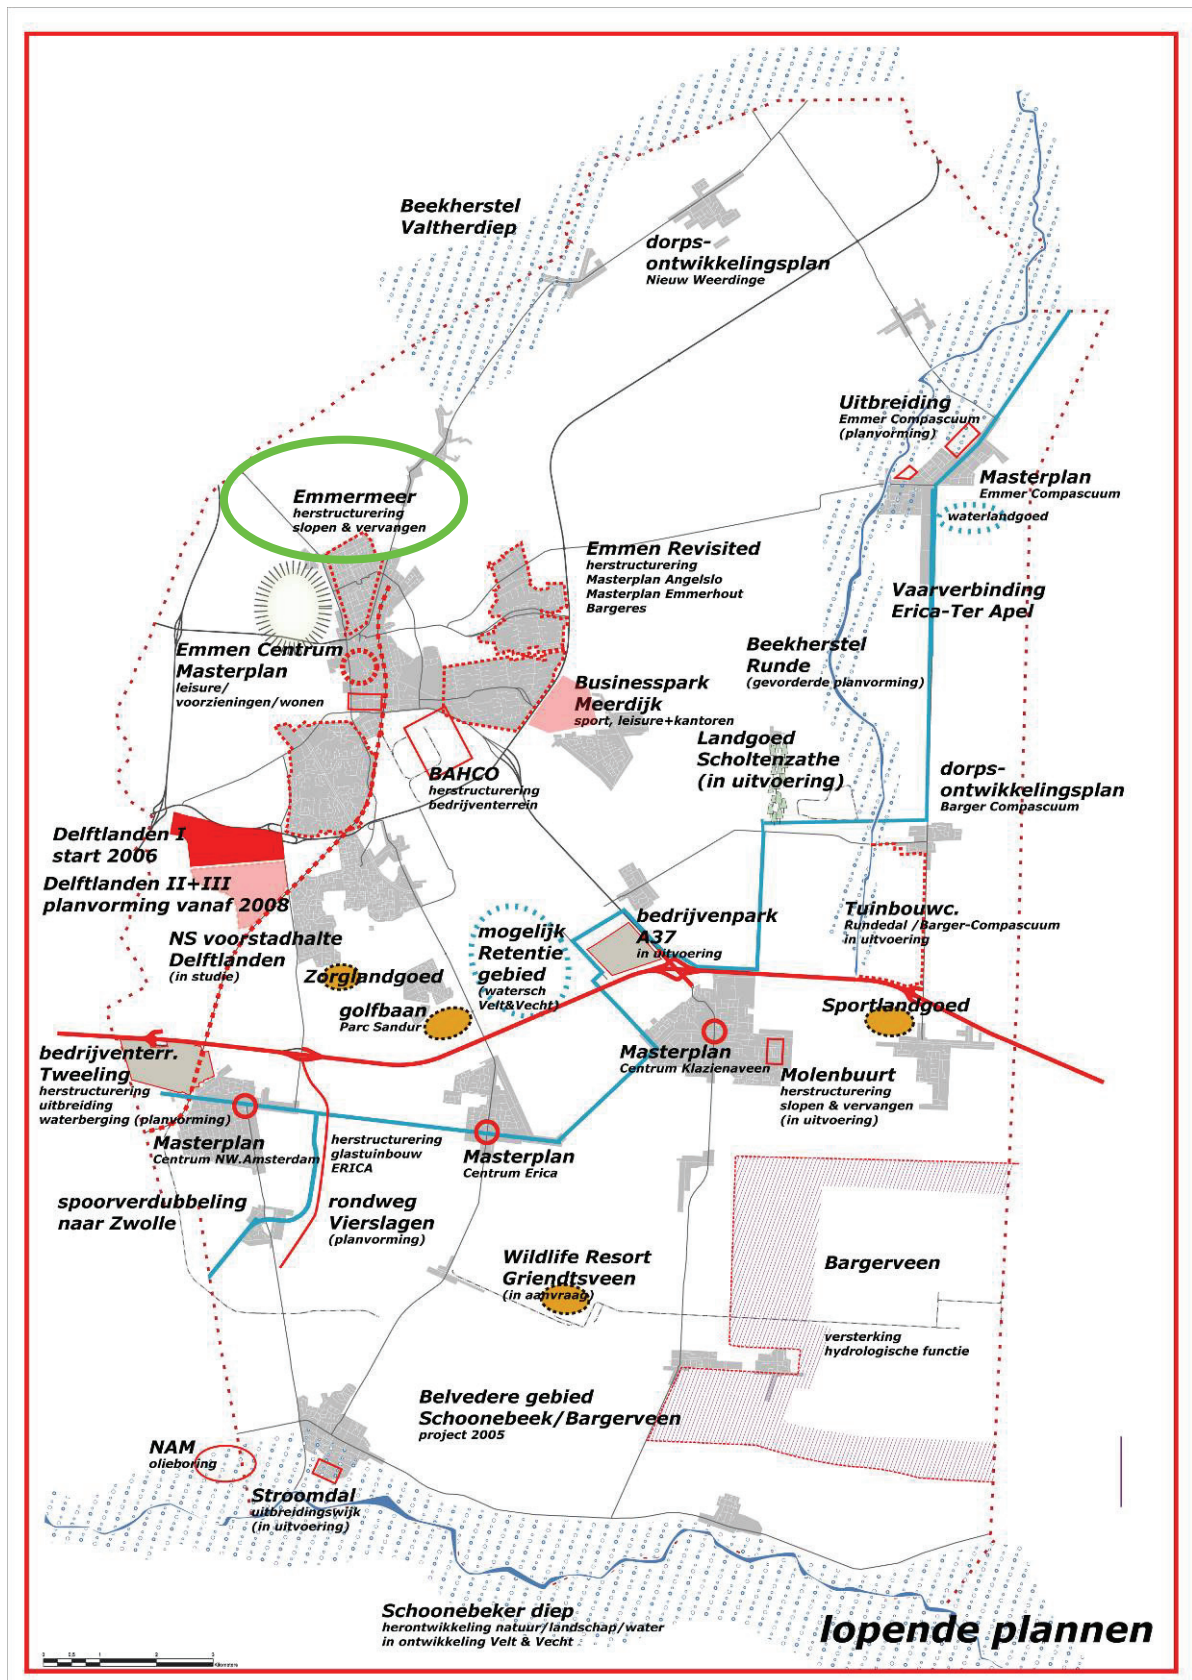 Beekherstel
Valtherdiep
dorps-
ontwikkelingsplan
Nieuw Weerdinge
Uitbreiding
Emmer Compascuum
(planvorming)
Emmermeer
herstructurering
slopen & vervangen
Masterplan
Emmer Compascuum
waterlandgoed
Emmen Revisited
herstructurering
Masterplan Angelslo
Masterplan Emmerhout
Bargeres
Vaarverbinding
Erica-Ter Apel
Emmen Centrum
Masterplan
leisure/
voorzieningen/wonen
Beekherstel
Runde
(gevorderde planvorming)
Businesspark
Meerdijk
sport, leisure+kantoren
Landgoed
Scholtenzathe
(in uitvoering)
BAHCO
herstructurering
bedrijventerrein
dorps-
ontwikkelingsplan
Barger Compascuum
Delftlanden I
start 2006
Delftlanden II+III
planvorming vanaf 2008
NS voorstadhalte
Delftlanden
(in studie)
Zorglandgoed
golfbaan
Parc Sandur
mogelijk
Retentie
gebied
(watersch
Velt&Vecht)
bedrijvenpark
A37
in uitvoering
Tuinbouwc.
Rundedal /Barger-Compascuum
in uitvoering
Sportlandgoed
bedrijventerr.
Tweeling
herstructurering
uitbreiding
waterberging (planvorming)
Masterplan
Centrum Klazienaveen
Molenbuurt
herstructurering
slopen & vervangen
(in uitvoering)
Masterplan
Centrum NW.Amsterdam
herstructurering
glastuinbouw
ERICA
Masterplan
Centrum Erica
spoorverdubbeling
naar Zwolle
rondweg
Vierslagen
(planvorming)
Wildlife Resort
Griendtsveen
(in aanvraag)
Bargerveen
versterking
hydrologische functie
Belvedere gebied
Schoonebeek/Bargerveen
project 2005
NAM
olieboring
Stroomdal
uitbreidingswijk
(in uitvoering)
Schoonebeker diep
herontwikkeling natuur/landschap/water
in ontwikkeling Velt & Vecht
lopende plannen